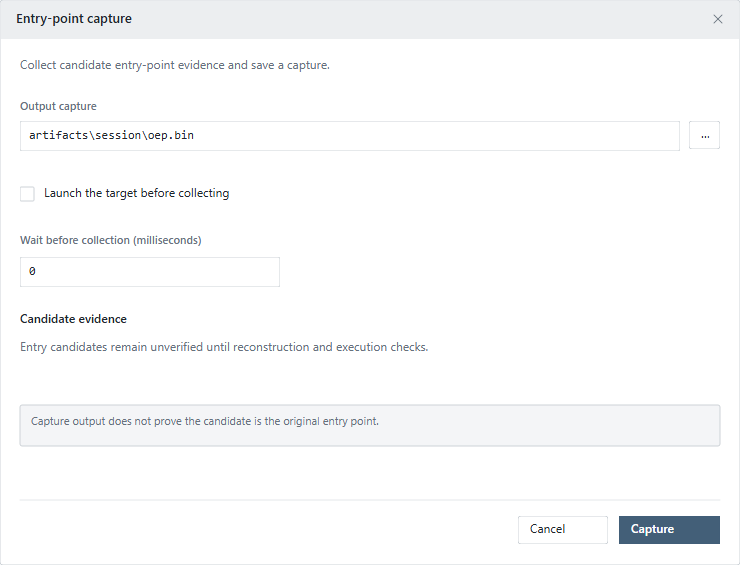 Entry-point capture
Collect candidate entry-point evidence and save a capture.
Output capture
artifacts\session\oep.bin
...
Launch the target before collecting
Wait before collection (milliseconds)
0
Candidate evidence
Entry candidates remain unverified until reconstruction and execution checks.
Capture output does not prove the candidate is the original entry point.
Cancel
Capture